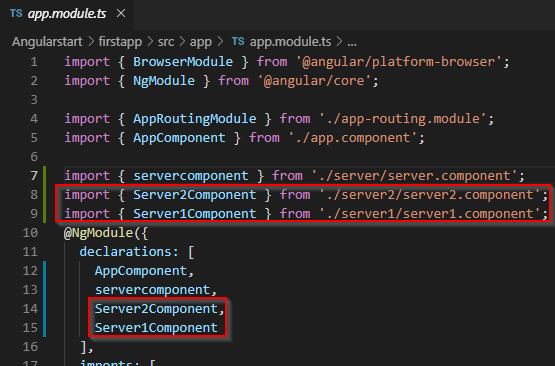 TS app.module.ts ×
Angularstart > firstapp > src > app > TS app.module.ts > ...
1 import { BrowserModule } from '@angular/platform-browser';
2 import { NgModule } from '@angular/core';
3
4 import { AppRoutingModule } from './app-routing.module';
5 import { AppComponent } from './app.component';
6
7 import { servercomponent } from './server/server.component';
8 import { Server2Component } from './server2/server2.component';
9 import { Server1Component } from './server1/server1.component';
10 @NgModule({
11 declarations: [
12 AppComponent,
13 servercomponent,
14 Server2Component,
15 Server1Component
16 ],
17 imports: [